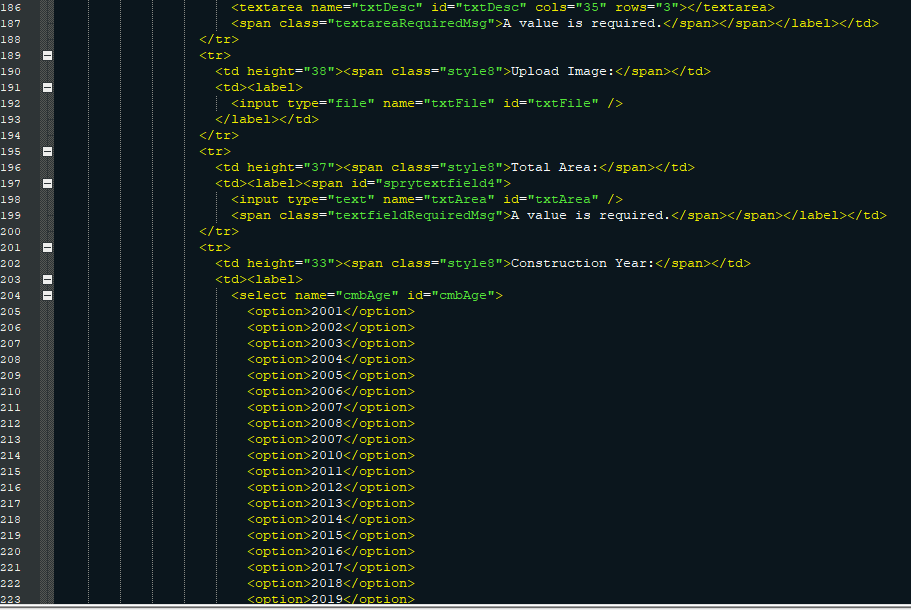 186 <textarea name="txtDesc" id="txtDesc" cols="35" rows="3"></textarea>
187 <span class="textareaRequiredMsg">A value is required.</span></span></label></td>
188 </tr>
189 <tr>
190 <td height="38"><span class="style8">Upload Image:</span></td>
191 <td><label>
192 <input type="file" name="txtFile" id="txtFile" />
193 </label></td>
194 </tr>
195 <tr>
196 <td height="37"><span class="style8">Total Area:</span></td>
197 <td><label><span id="sprytextfield4">
198 <input type="text" name="txtArea" id="txtArea" />
199 <span class="textfieldRequiredMsg">A value is required.</span></span></label></td>
200 </tr>
201 <tr>
202 <td height="33"><span class="style8">Construction Year:</span></td>
203 <td><label>
204 <select name="cmbAge" id="cmbAge">
205 <option>2001</option>
206 <option>2002</option>
207 <option>2003</option>
208 <option>2004</option>
209 <option>2005</option>
210 <option>2006</option>
211 <option>2007</option>
212 <option>2008</option>
213 <option>2007</option>
214 <option>2010</option>
215 <option>2011</option>
216 <option>2012</option>
217 <option>2013</option>
218 <option>2014</option>
219 <option>2015</option>
220 <option>2016</option>
221 <option>2017</option>
222 <option>2018</option>
223 <option>2019</option>